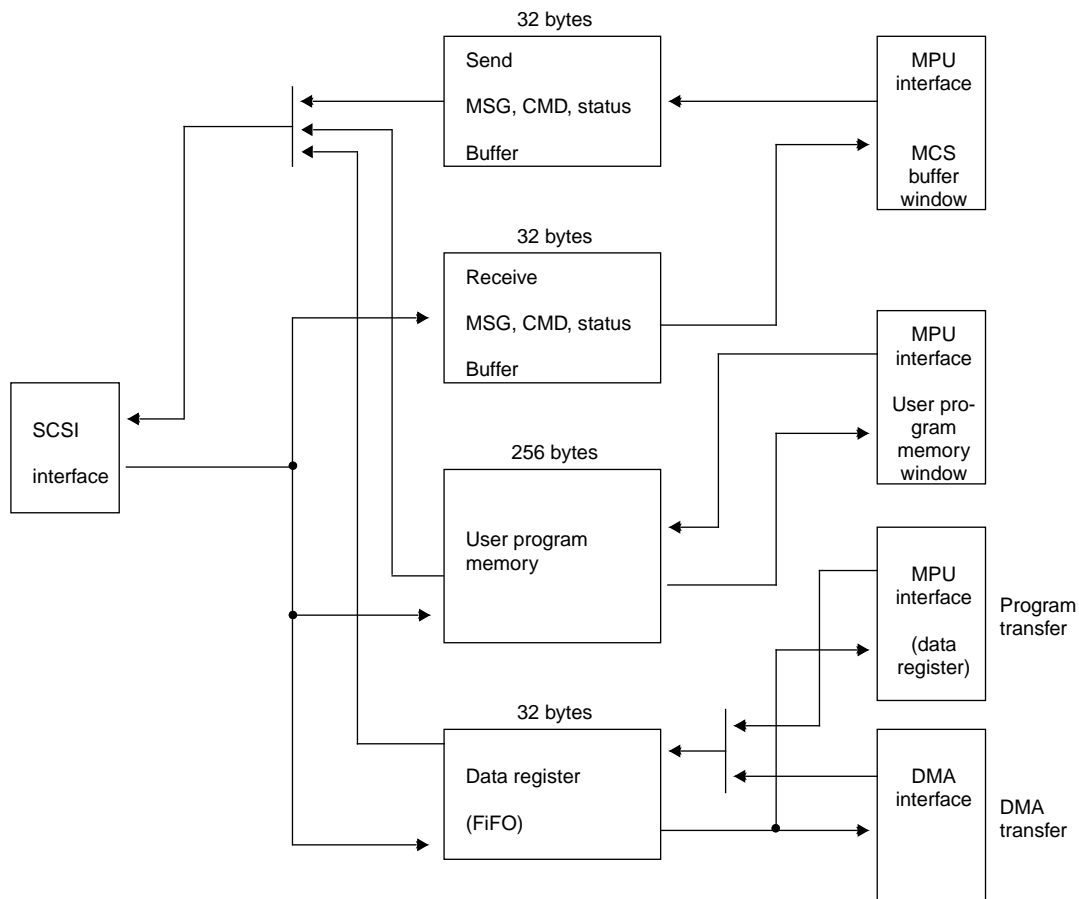 32 bytes
Send
MSG, CMD, status
Buffer
MPU
interface
MCS
buffer
window
32 bytes
Receive
MSG, CMD, status
Buffer
MPU
interface
User pro-
gram
memory
window
SCSI
interface
256 bytes
User program
memory
MPU
interface
(data
register)
Program
transfer
32 bytes
Data register
(FiFO)
DMA
interface
DMA
transfer